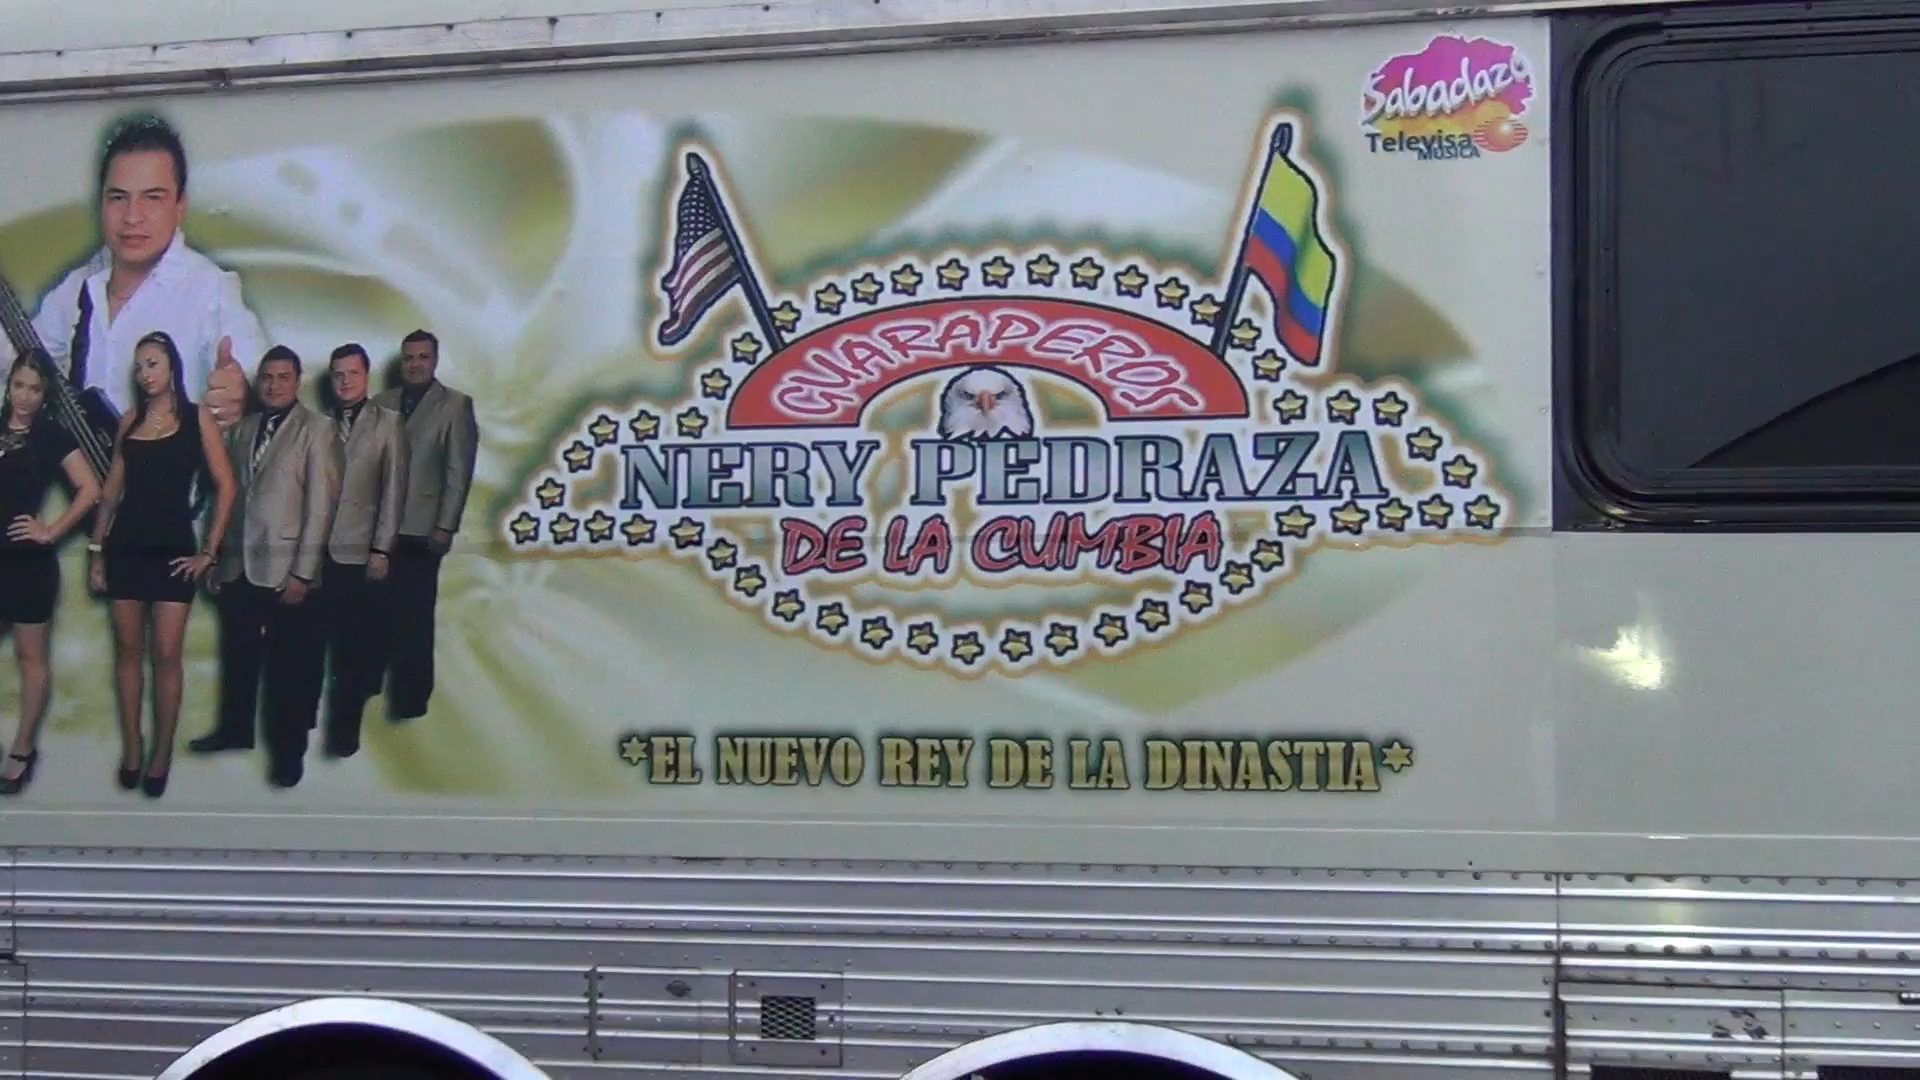 Sabadazo
Televisa
MUSICA
GUARAPEROS
NERY PEDRAZA
DE LA CUMBIA
*EL NUEVO REY DE LA DINASTIA*